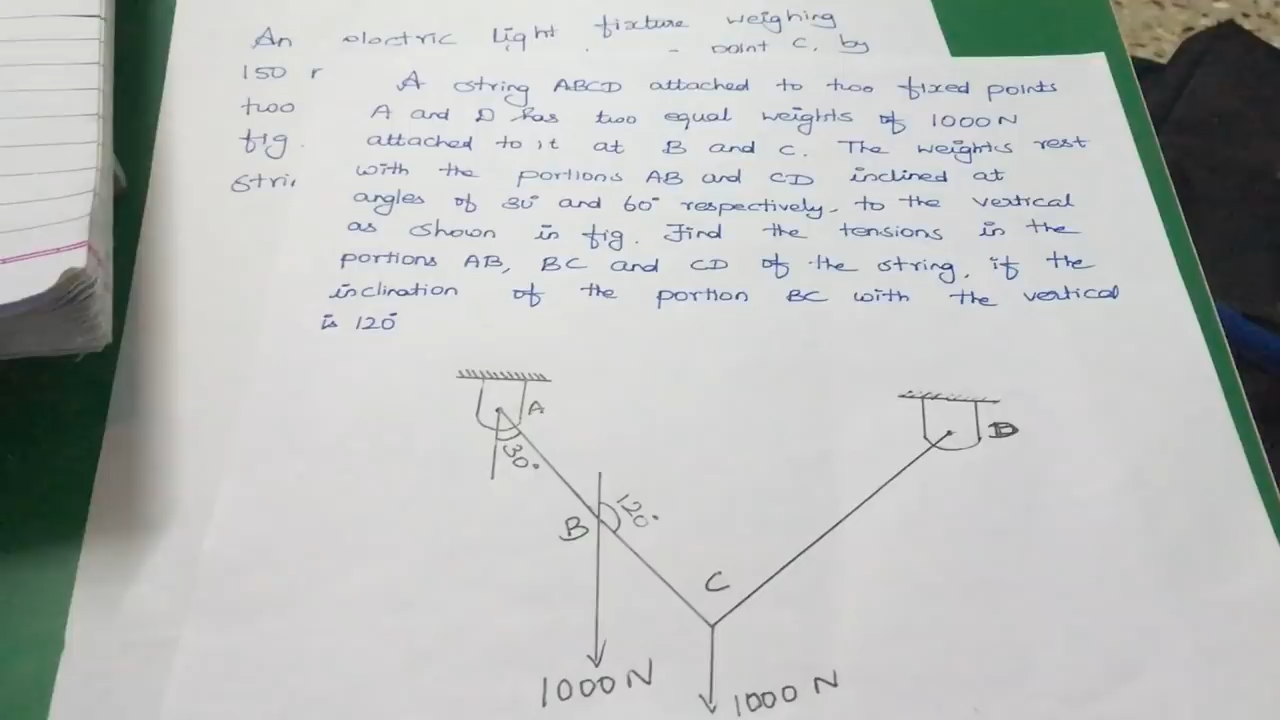 An electric light fixture weighing
point C, by
150
two
fig.
A string ABCD attached to two fixed points
A and D has two equal weights of 1000N
attached to it at B and C. The weights rest
with the portions AB and CD inclined at
angles of 30° and 60° respectively, to the vertical
as shown in fig. Find the tensions in the
portions AB, BC and CD of the string, if the
inclination of the portion BC with the vertical
is 120°
A
D
30°
120°
B
C
1000 N
1000 N